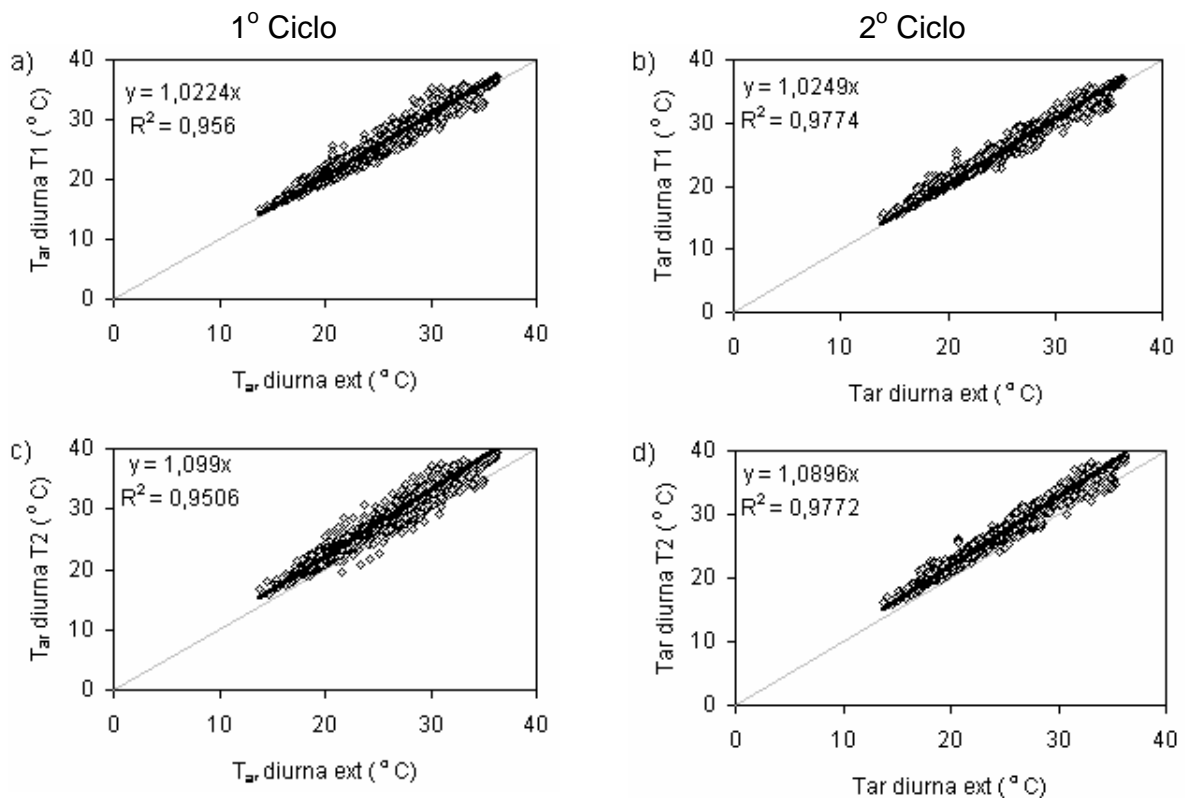 1º Ciclo
2º Ciclo
a)
y = 1,0224x
R² = 0,956
Tar diurna T1 ( º C)
40
30
20
10
0
0 10 20 30 40
Tar diurna ext ( º C)
b)
y = 1,0249x
R² = 0,9774
Tar diurna T1 ( º C)
40
30
20
10
0
0 10 20 30 40
Tar diurna ext ( º C)
c)
y = 1,099x
R² = 0,9506
Tar diurna T2 ( º C)
40
30
20
10
0
0 10 20 30 40
Tar diurna ext ( º C)
d)
y = 1,0896x
R² = 0,9772
Tar diurna T2 ( º C)
40
30
20
10
0
0 10 20 30 40
Tar diurna ext ( º C)